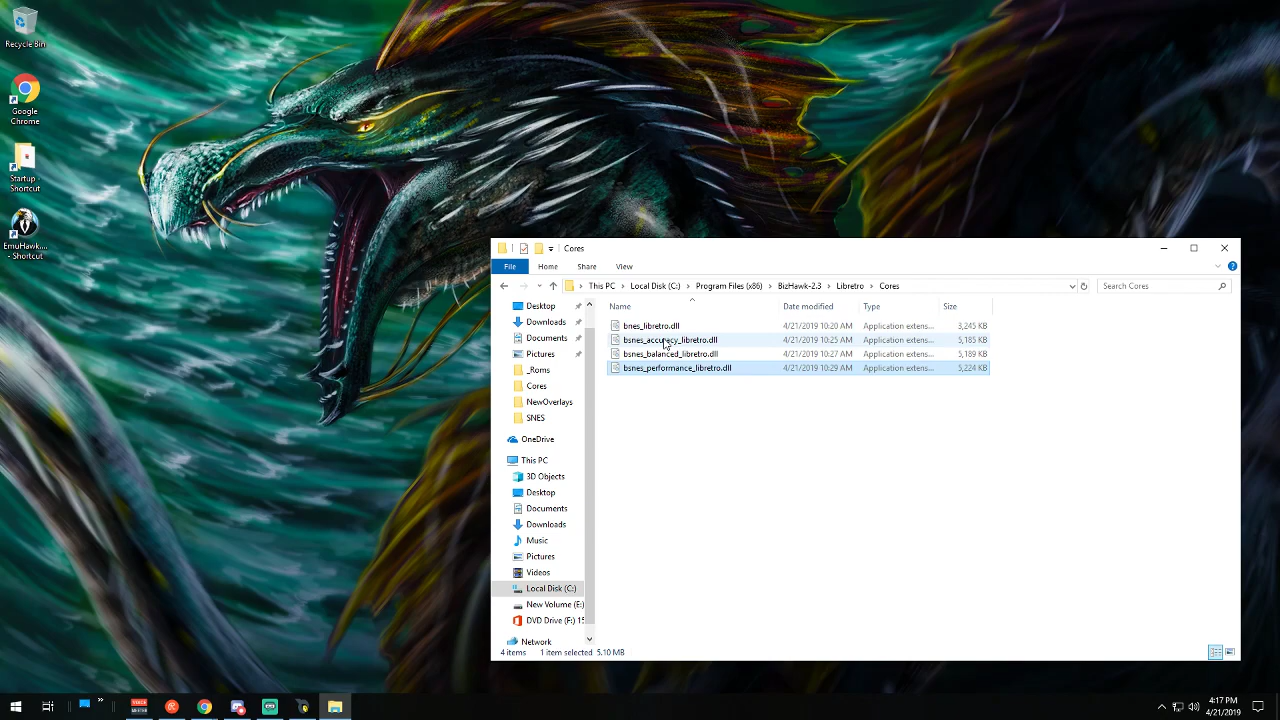 Recycle Bin
Google
Chrome
Startup -
Shortcut
EmuHawk....
- Shortcut
Cores
File
Home
Share
View
This PC
Local Disk (C:)
Program Files (x86)
BizHawk-2.3
Libretro
Cores
Search Cores
Name
Date modified
Type
Size
bnes_libretro.dll 4/21/2019 10:20 AM Application extens... 3,245 KB
bsnes_accuracy_libretro.dll 4/21/2019 10:25 AM Application extens... 5,185 KB
bsnes_balanced_libretro.dll 4/21/2019 10:27 AM Application extens... 5,189 KB
bsnes_performance_libretro.dll 4/21/2019 10:29 AM Application extens... 5,224 KB
Desktop
Downloads
Documents
Pictures
_Roms
Cores
NewOverlays
SNES
OneDrive
This PC
3D Objects
Desktop
Documents
Downloads
Music
Pictures
Videos
Local Disk (C:)
New Volume (E:)
DVD Drive (F:) 15
Network
4 items
1 item selected 5.10 MB
4:17 PM
4/21/2019